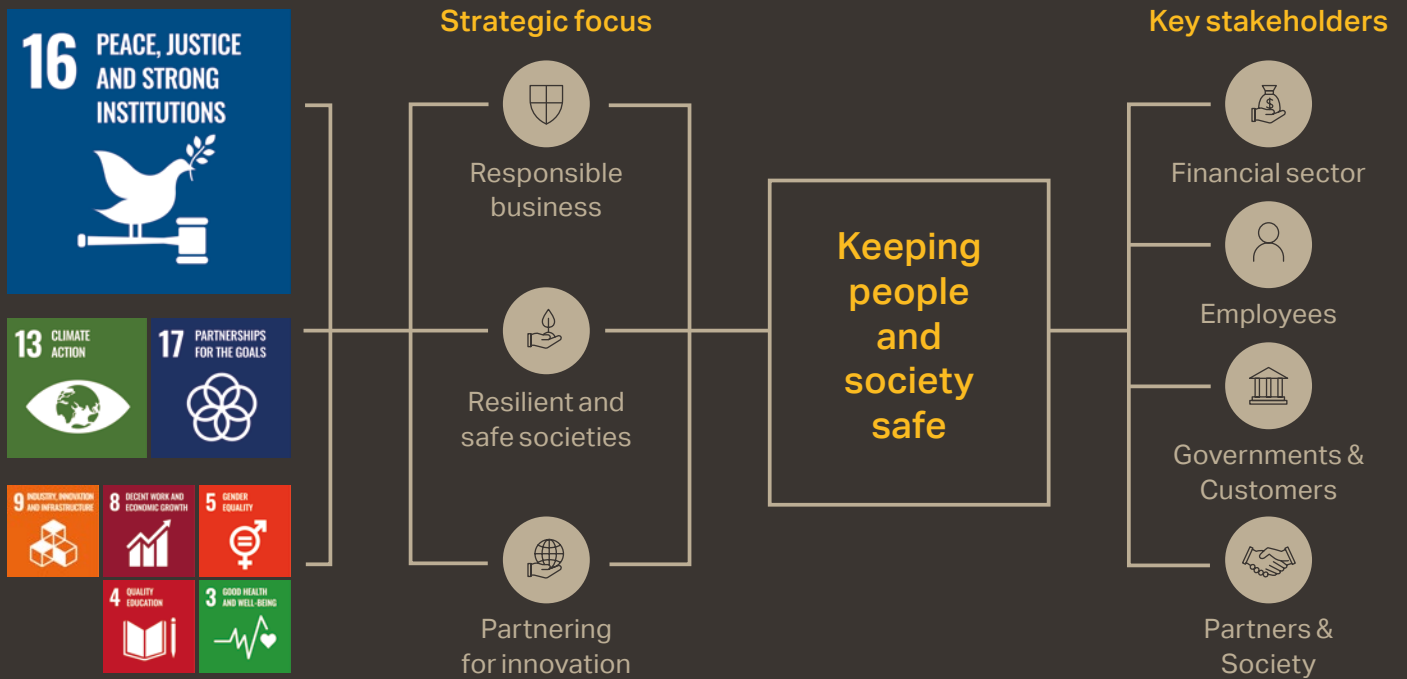 16
PEACE, JUSTICE
AND STRONG
INSTITUTIONS
13
CLIMATE
ACTION
17
PARTNERSHIPS
FOR THE GOALS
9
INDUSTRY, INNOVATION
AND INFRASTRUCTURE
8
DECENT WORK AND
ECONOMIC GROWTH
5
GENDER
EQUALITY
4
QUALITY
EDUCATION
3
GOOD HEALTH
AND WELL-BEING
Strategic focus
Responsible
business
Resilient and
safe societies
Partnering
for innovation
Keeping
people
and
society
safe
Key stakeholders
$
Financial sector
Employees
Governments &
Customers
Partners &
Society